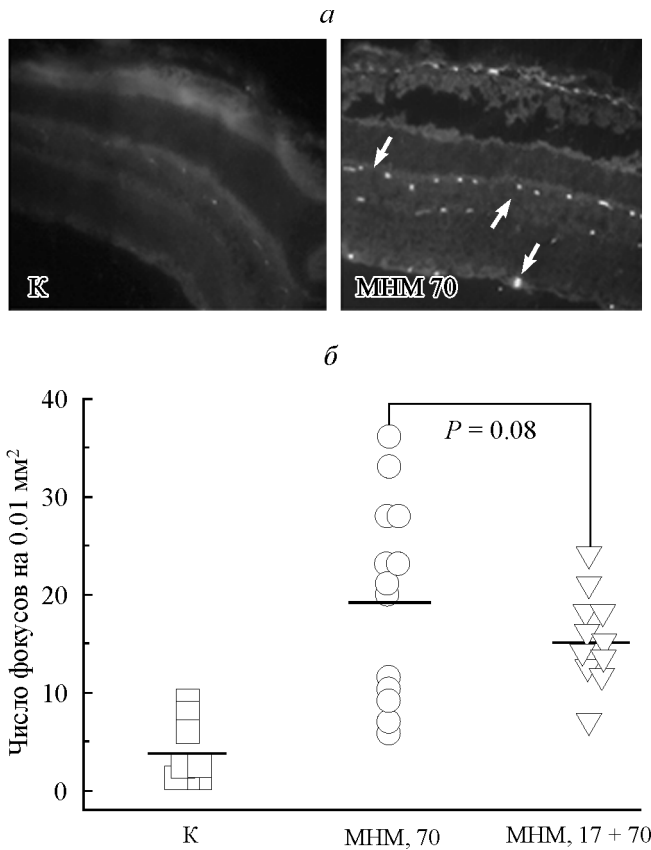 а
К
МНМ 70
б
Число фокусов на 0.01 мм²
40
30
20
10
0
P = 0.08
К
МНМ, 70
МНМ, 17 + 70